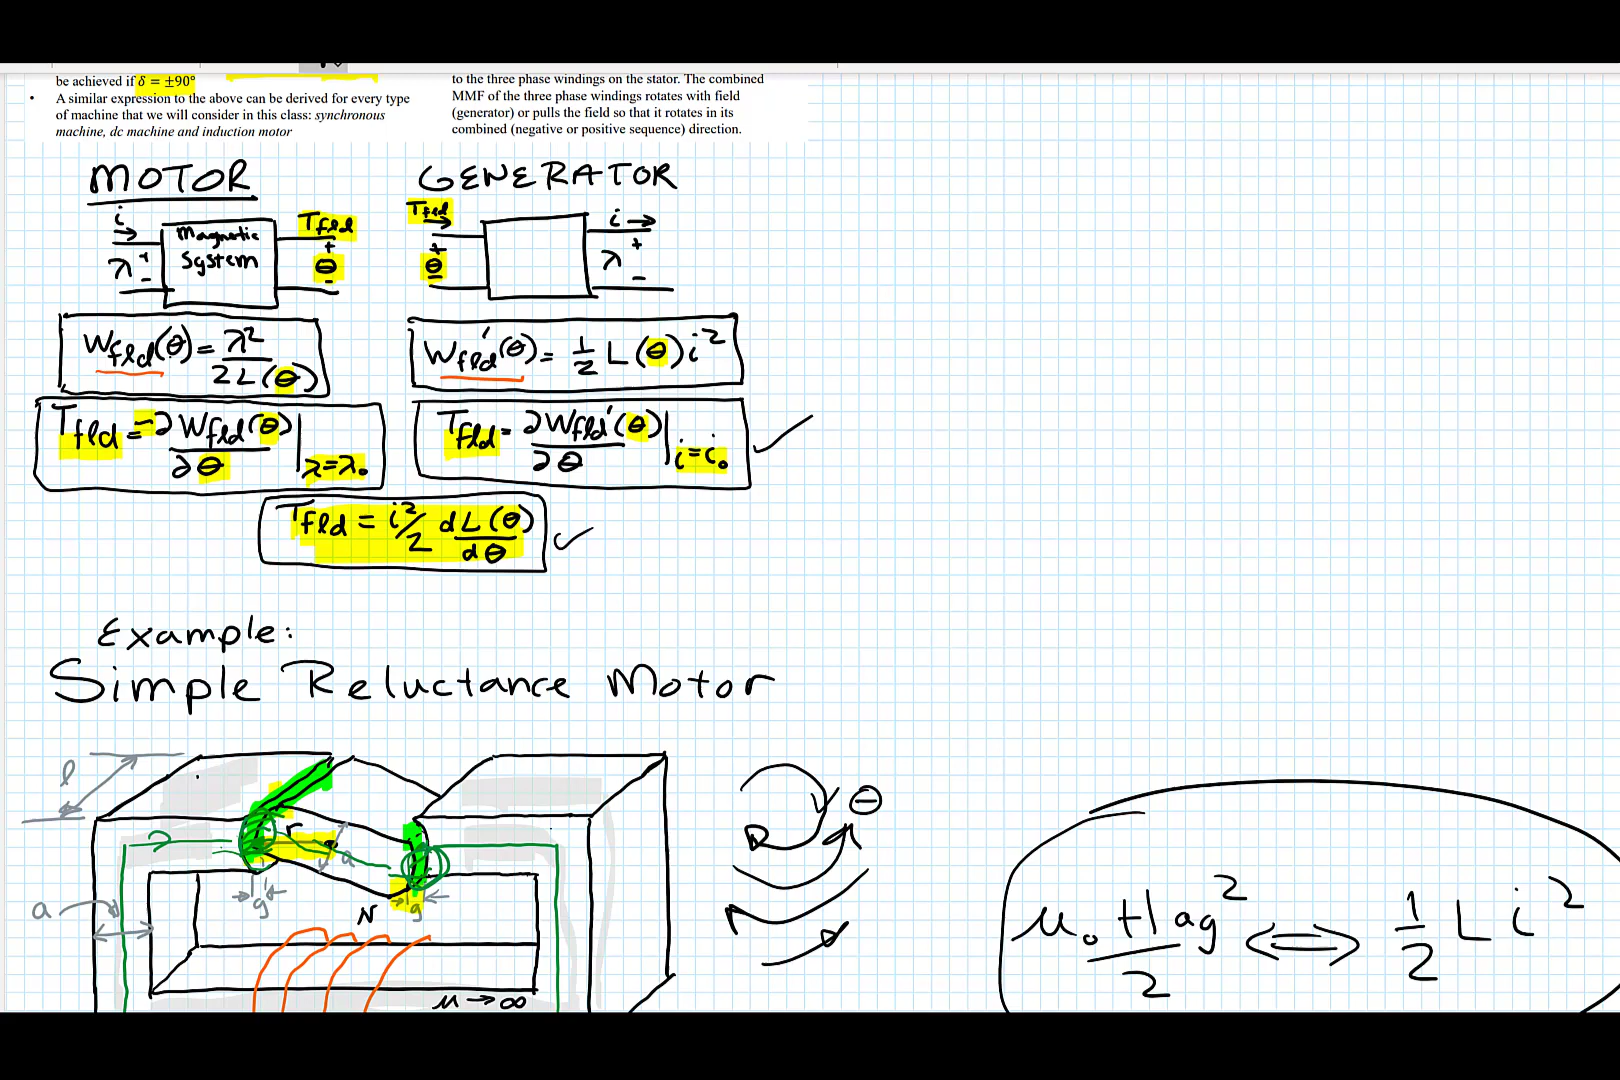 be achieved if δ = ±90°
• A similar expression to the above can be derived for every type
of machine that we will consider in this class: synchronous
machine, dc machine and induction motor
to the three phase windings on the stator. The combined
MMF of the three phase windings rotates with field
(generator) or pulls the field so that it rotates in its
combined (negative or positive sequence) direction.
MOTOR
GENERATOR
i → λ + - Magnetic System Tfld + θ -
Tfld → + θ - i → λ + -
Wfld(θ) = λ² / 2L(θ)
Wfld'(θ) = 1/2 L(θ) i²
Tfld = -∂Wfld(θ) / ∂θ | λ=λ₀
Tfld = ∂Wfld'(θ) / ∂θ | i=i₀
Tfld = i²/2 dL(θ)/dθ
Example:
Simple Reluctance Motor
l
r
a
θ
a
g
N
g
μ → ∞
μ₀ Hag² / 2 ⟺ 1/2 L i²